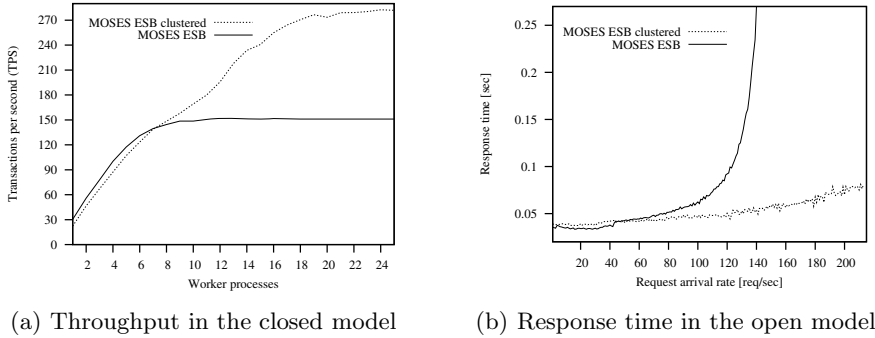 270
240
210
180
150
120
90
60
30
0
Transactions per second (TPS)
MOSES ESB clustered
MOSES ESB
2 4 6 8 10 12 14 16 18 20 22 24
Worker processes
(a) Throughput in the closed model
0.25
0.2
0.15
0.1
0.05
Response time [sec]
MOSES ESB clustered
MOSES ESB
20 40 60 80 100 120 140 160 180 200
Request arrival rate [req/sec]
(b) Response time in the open model